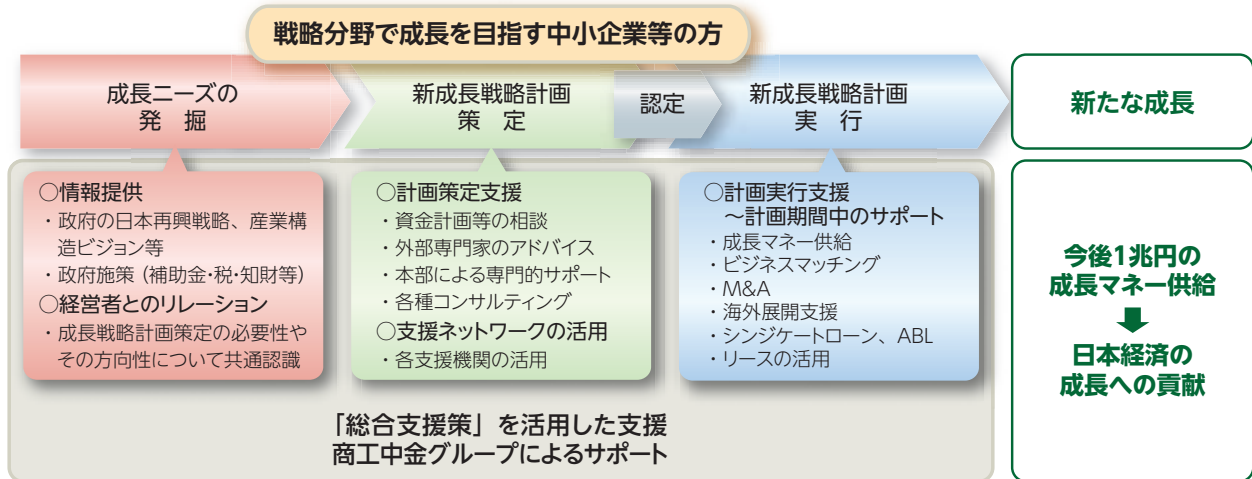 戦略分野で成長を目指す中小企業等の方
成長ニーズの
発 掘
新成長戦略計画
策 定
認定
新成長戦略計画
実 行
新たな成長
○情報提供
・政府の日本再興戦略、産業構
造ビジョン等
・政府施策（補助金・税・知財等）
○経営者とのリレーション
・成長戦略計画策定の必要性や
その方向性について共通認識
○計画策定支援
・資金計画等の相談
・外部専門家のアドバイス
・本部による専門的サポート
・各種コンサルティング
○支援ネットワークの活用
・各支援機関の活用
○計画実行支援
～計画期間中のサポート
・成長マネー供給
・ビジネスマッチング
・M&A
・海外展開支援
・シンジケートローン、ABL
・リースの活用
今後1兆円の
成長マネー供給
日本経済の
成長への貢献
「総合支援策」を活用した支援
商工中金グループによるサポート